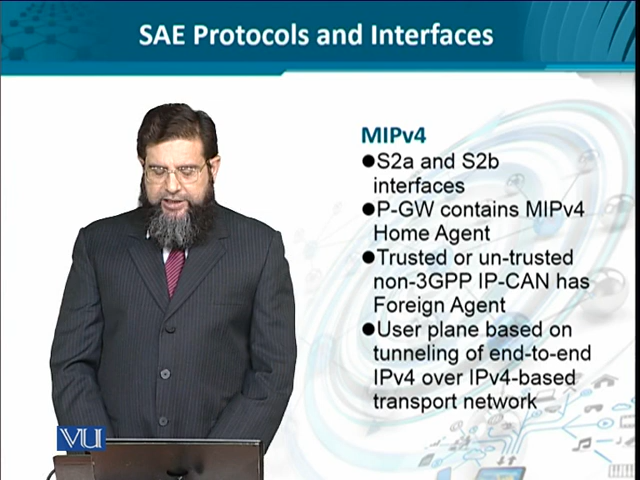 SAE Protocols and Interfaces
MIPv4
●S2a and S2b
interfaces
●P-GW contains MIPv4
Home Agent
●Trusted or un-trusted
non-3GPP IP-CAN has
Foreign Agent
●User plane based on
tunneling of end-to-end
IPv4 over IPv4-based
transport network
VU